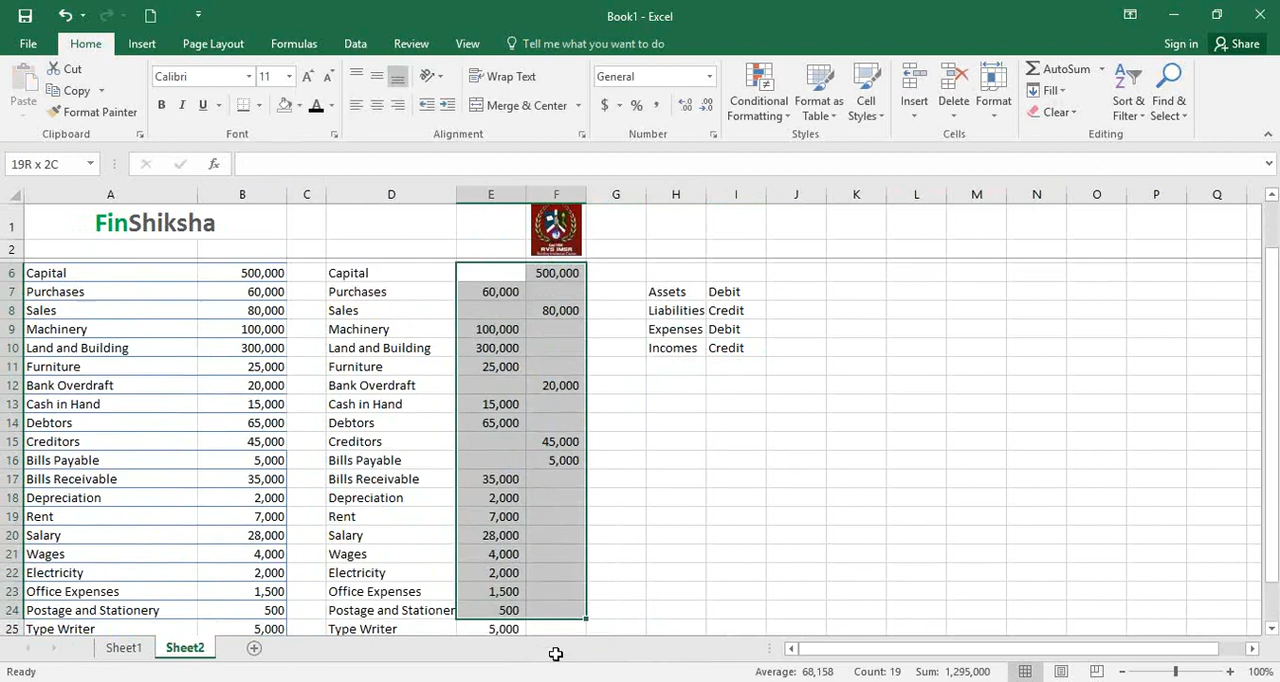 Book1 - Excel
File Home Insert Page Layout Formulas Data Review View Tell me what you want to do Sign in Share
Paste Cut Copy Format Painter Clipboard
Calibri 11 A A B I U A Font
Wrap Text Merge & Center Alignment
General $ % , Number
Conditional Formatting Format as Table Cell Styles Styles
Insert Delete Format Cells
AutoSum Fill Clear Sort & Filter Find & Select Editing
19R x 2C fx
A B C D E F G H I J K L M N O P Q
1 FinShiksha RVS IMSR
2
6 Capital 500,000 Capital 500,000
7 Purchases 60,000 Purchases 60,000 Assets Debit
8 Sales 80,000 Sales 80,000 Liabilities Credit
9 Machinery 100,000 Machinery 100,000 Expenses Debit
10 Land and Building 300,000 Land and Building 300,000 Incomes Credit
11 Furniture 25,000 Furniture 25,000
12 Bank Overdraft 20,000 Bank Overdraft 20,000
13 Cash in Hand 15,000 Cash in Hand 15,000
14 Debtors 65,000 Debtors 65,000
15 Creditors 45,000 Creditors 45,000
16 Bills Payable 5,000 Bills Payable 5,000
17 Bills Receivable 35,000 Bills Receivable 35,000
18 Depreciation 2,000 Depreciation 2,000
19 Rent 7,000 Rent 7,000
20 Salary 28,000 Salary 28,000
21 Wages 4,000 Wages 4,000
22 Electricity 2,000 Electricity 2,000
23 Office Expenses 1,500 Office Expenses 1,500
24 Postage and Stationery 500 Postage and Stationer 500
25 Type Writer 5,000 Type Writer 5,000
Sheet1 Sheet2
Ready Average: 68,158 Count: 19 Sum: 1,295,000 100%